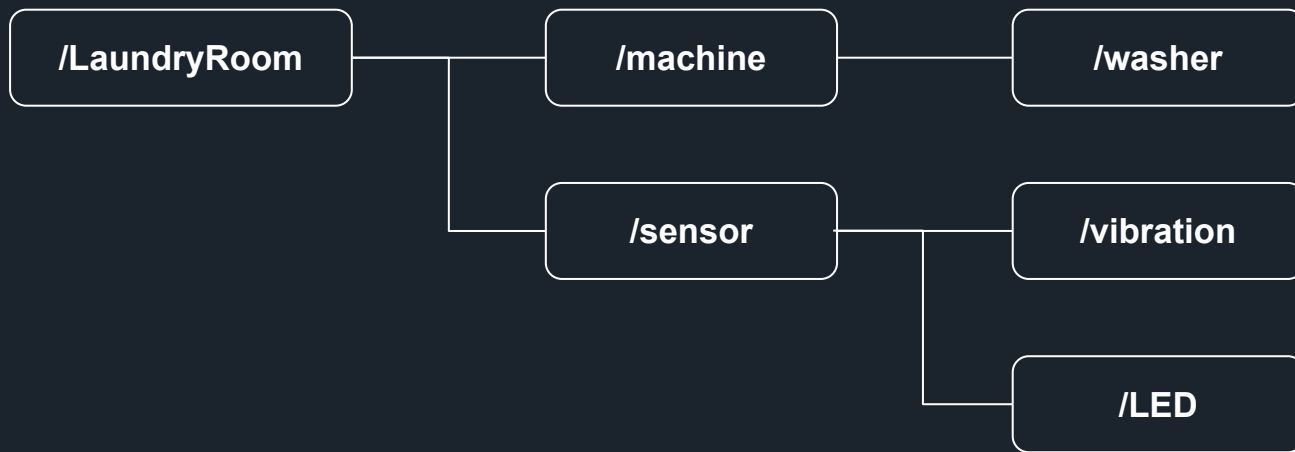 /LaundryRoom
/machine
/washer
/sensor
/vibration
/LED